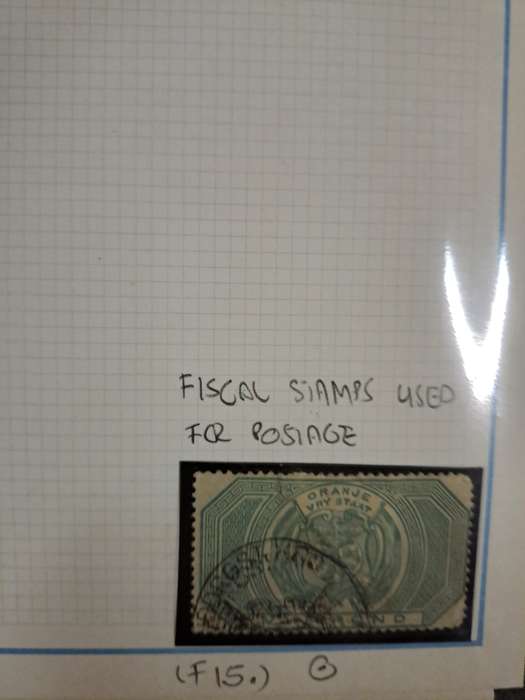 FISCAL STAMPS USED
FOR POSTAGE
ORANJE
VRY STAAT
(F15.)